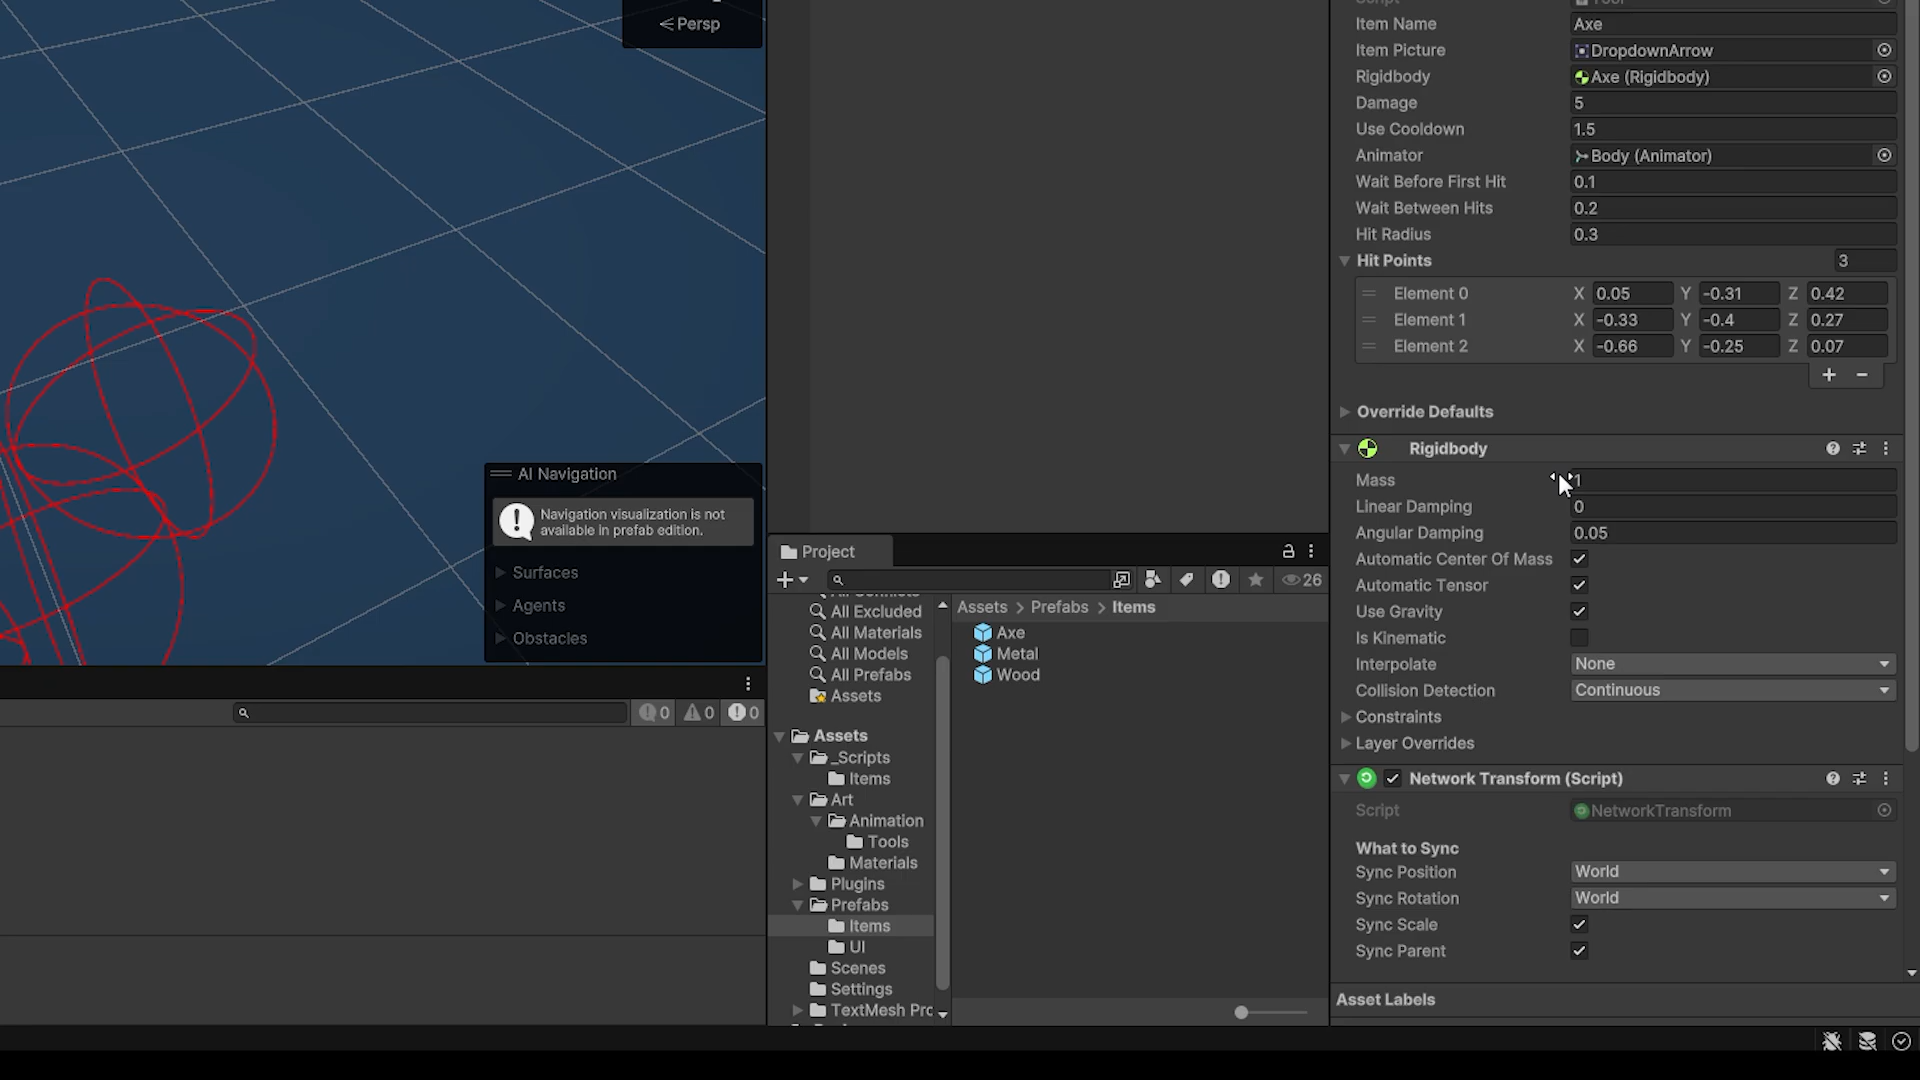 Persp
Item Name Axe
Item Picture DropdownArrow
Rigidbody Axe (Rigidbody)
Damage 5
Use Cooldown 1.5
Animator Body (Animator)
Wait Before First Hit 0.1
Wait Between Hits 0.2
Hit Radius 0.3
Hit Points 3
Element 0 X 0.05 Y -0.31 Z 0.42
Element 1 X -0.33 Y -0.4 Z 0.27
Element 2 X -0.66 Y -0.25 Z 0.07
+ −
Override Defaults
Rigidbody
Mass 1
Linear Damping 0
Angular Damping 0.05
Automatic Center Of Mass
Automatic Tensor
Use Gravity
Is Kinematic
Interpolate None
Collision Detection Continuous
Constraints
Layer Overrides
Network Transform (Script)
Script NetworkTransform
What to Sync
Sync Position World
Sync Rotation World
Sync Scale
Sync Parent
Asset Labels
AI Navigation
Navigation visualization is not
available in prefab edition.
Surfaces
Agents
Obstacles
0 0 0
Project
26
All Excluded
All Materials
All Models
All Prefabs
Assets
Assets
_Scripts
Items
Art
Animation
Tools
Materials
Plugins
Prefabs
Items
UI
Scenes
Settings
TextMesh Prc
Assets > Prefabs > Items
Axe
Metal
Wood